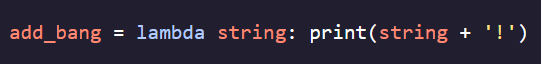 add_bang = lambda string: print(string + '!')